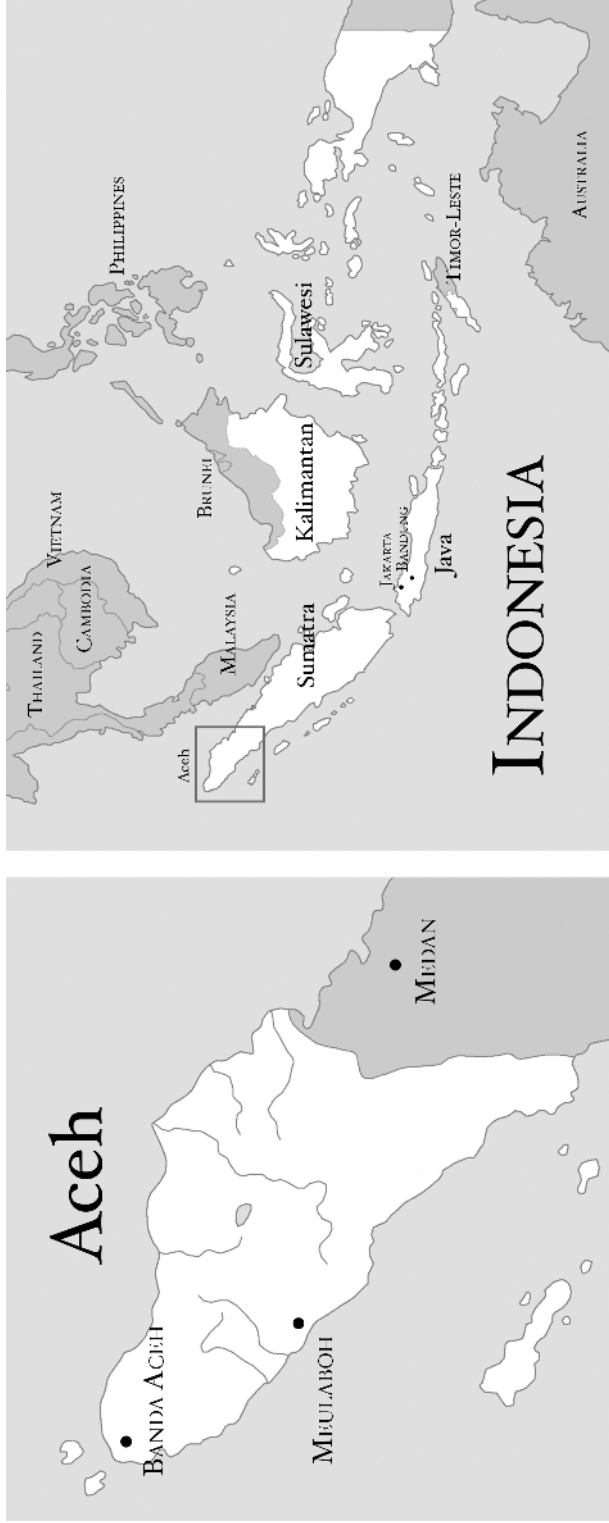 Aceh
BANDA ACEH
MEULABOH
MEDAN
THAILAND
VIETNAM
CAMBODIA
PHILIPPINES
Aceh
MALAYSIA
BRUNEI
Sumatra
Kalimantan
Sulawesi
JAKARTA
BANDUNG
Java
TIMOR-LESTE
INDONESIA
AUSTRALIA